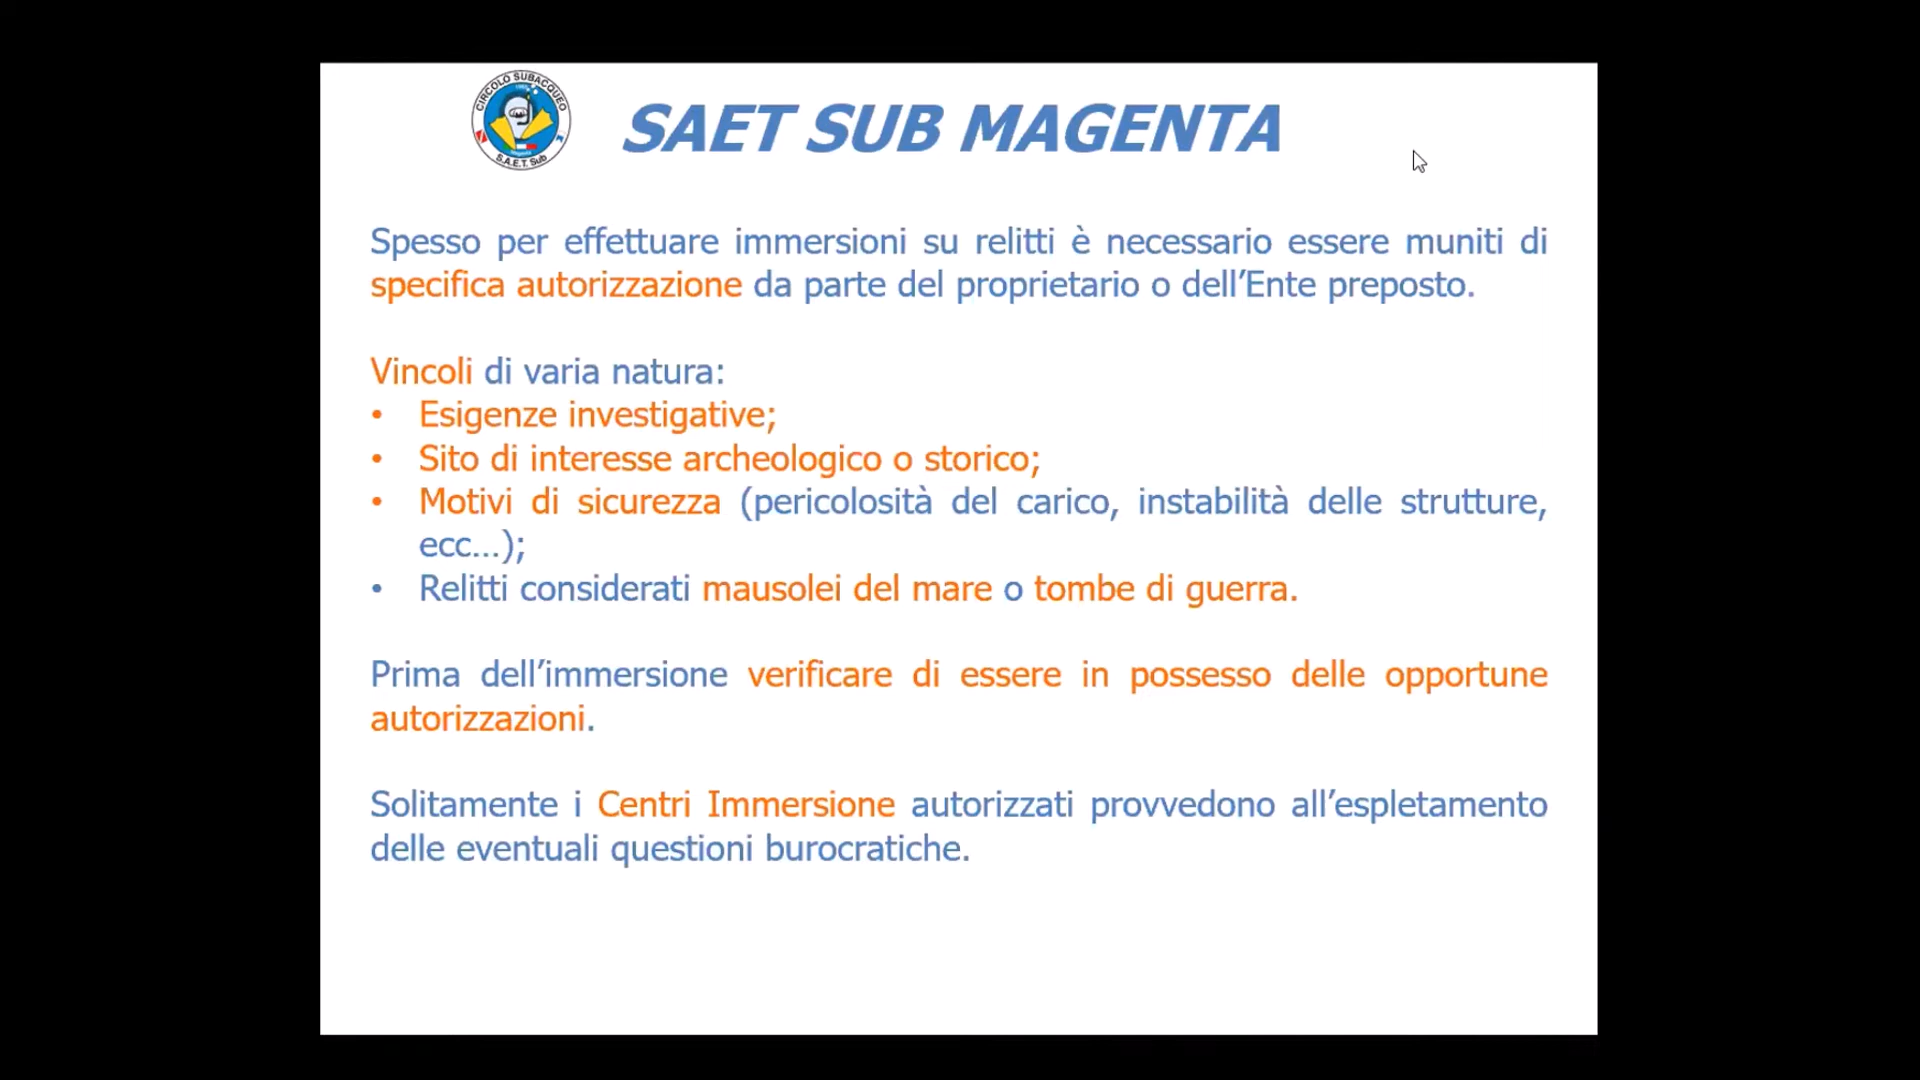 CIRCOLO SUBACQUEO
S.A.E.T. Sub
SAET SUB MAGENTA
Spesso per effettuare immersioni su relitti è necessario essere muniti di
specifica autorizzazione da parte del proprietario o dell’Ente preposto.
Vincoli di varia natura:
• Esigenze investigative;
• Sito di interesse archeologico o storico;
• Motivi di sicurezza (pericolosità del carico, instabilità delle strutture,
ecc…);
• Relitti considerati mausolei del mare o tombe di guerra.
Prima dell’immersione verificare di essere in possesso delle opportune
autorizzazioni.
Solitamente i Centri Immersione autorizzati provvedono all’espletamento
delle eventuali questioni burocratiche.